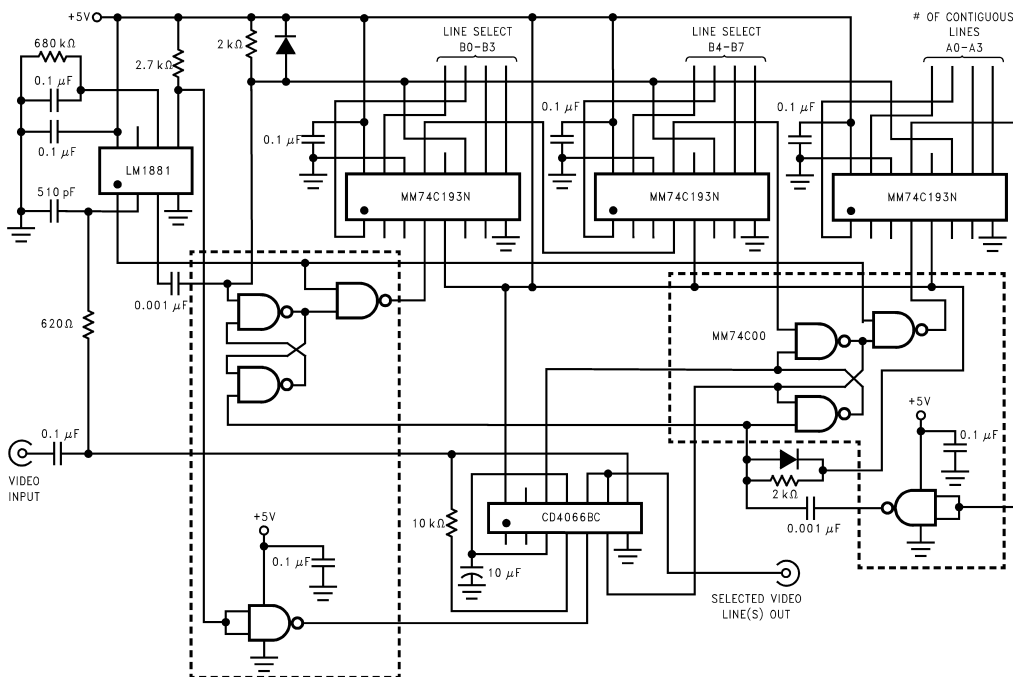 +5V
2 kΩ
LINE SELECT
B0-B3
LINE SELECT
B4-B7
# OF CONTIGUOUS
LINES
A0-A3
680 kΩ
0.1 µF
2.7 kΩ
0.1 µF
0.1 µF
0.1 µF
0.1 µF
LM1881
510 pF
MM74C193N
MM74C193N
MM74C193N
0.001 µF
620Ω
MM74C00
+5V
0.1 µF
0.1 µF
VIDEO
INPUT
2 kΩ
0.001 µF
10 kΩ
CD4066BC
+5V
0.1 µF
10 µF
SELECTED VIDEO
LINE(S) OUT